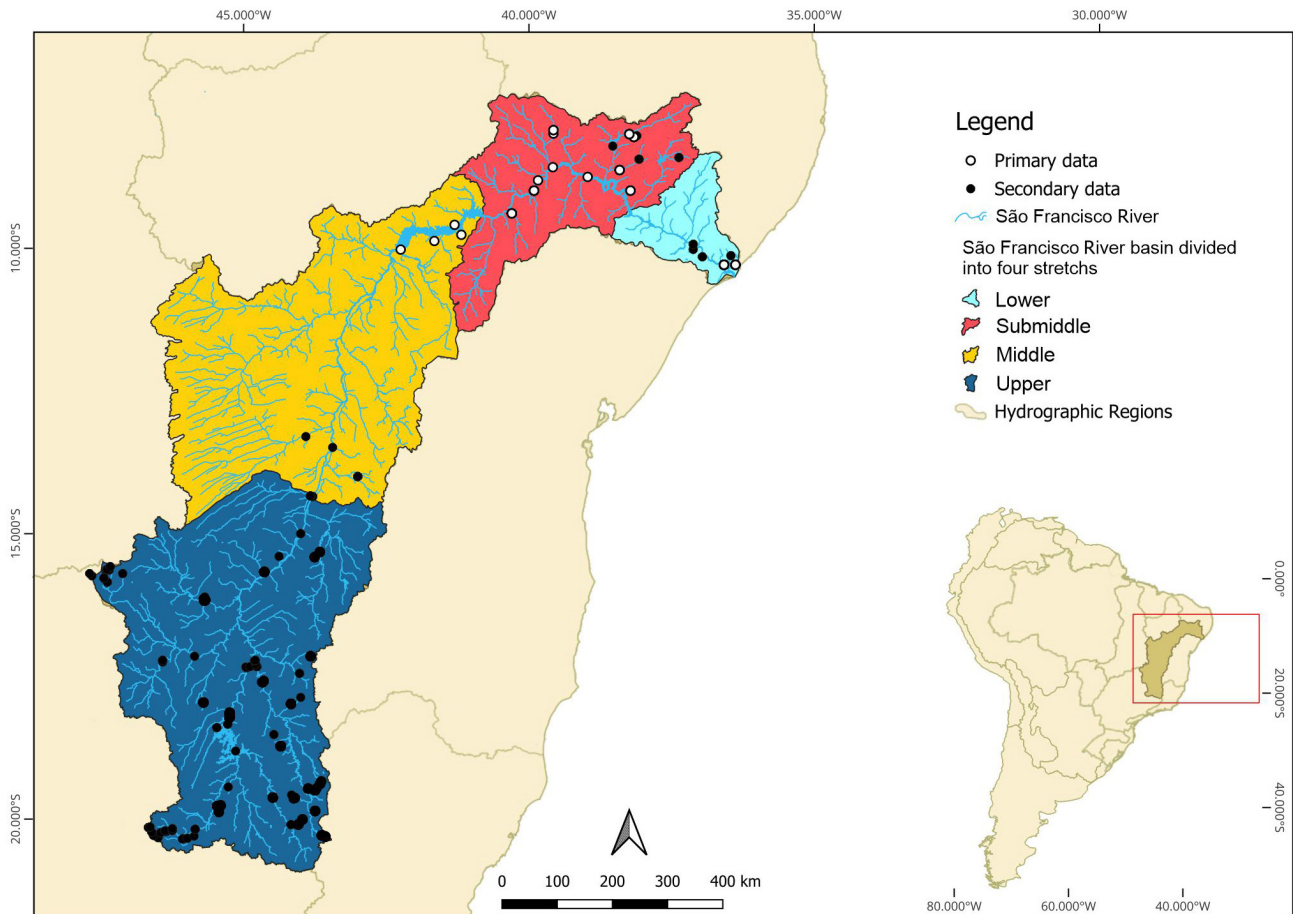 45.000°W 40.000°W 35.000°W 30.000°W
10.000°S
15.000°S
20.000°S
Legend
Primary data
Secondary data
São Francisco River
São Francisco River basin divided
into four stretchs
Lower
Submiddle
Middle
Upper
Hydrographic Regions
0.000°
20.000°S
40.000°S
80.000°W 60.000°W 40.000°W
0 100 200 300 400 km